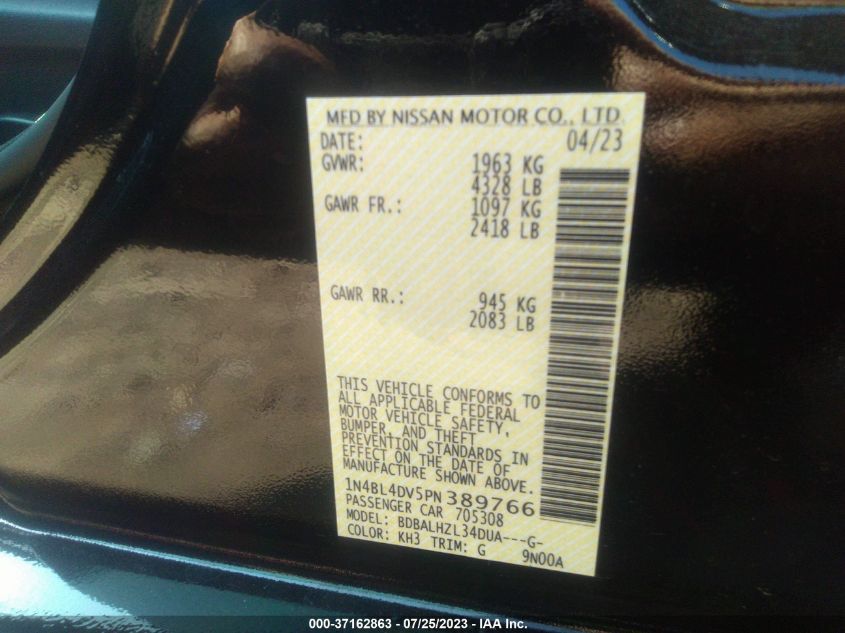 MFD BY NISSAN MOTOR CO., LTD.
DATE: 04/23
GVWR: 1963 KG
4328 LB
GAWR FR.: 1097 KG
2418 LB
GAWR RR.: 945 KG
2083 LB
THIS VEHICLE CONFORMS TO
ALL APPLICABLE FEDERAL
MOTOR VEHICLE SAFETY,
BUMPER, AND THEFT
PREVENTION STANDARDS IN
EFFECT ON THE DATE OF
MANUFACTURE SHOWN ABOVE.
1N4BL4DV5PN389766
PASSENGER CAR 705308
MODEL: BDBALHZL34DUA---G-
COLOR: KH3 TRIM: G 9N00A
000-37162863 - 07/25/2023 - IAA Inc.